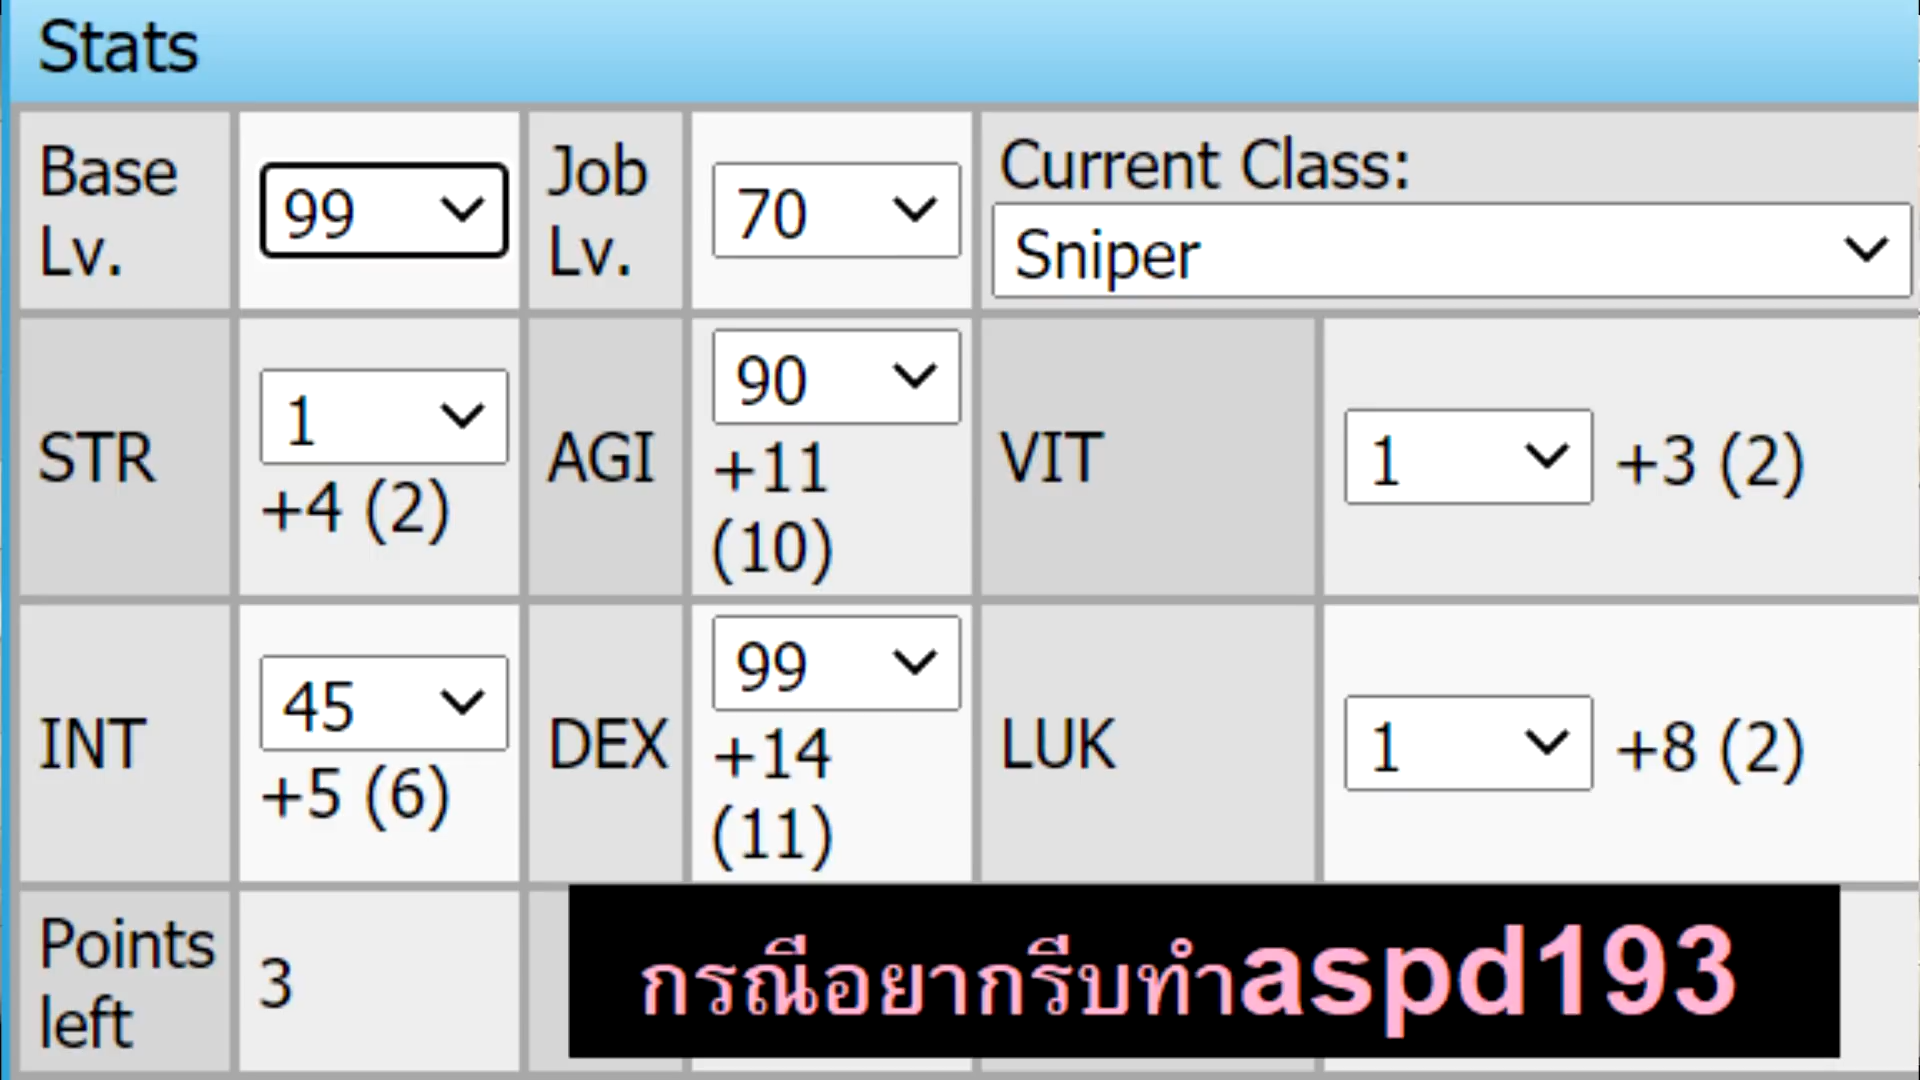 Stats
Base Lv.
99
Job Lv.
70
Current Class:
Sniper
STR
1
+4 (2)
AGI
90
+11
(10)
VIT
1
+3 (2)
INT
45
+5 (6)
DEX
99
+14
(11)
LUK
1
+8 (2)
Points left
3
กรณีอยากรีบทำaspd193